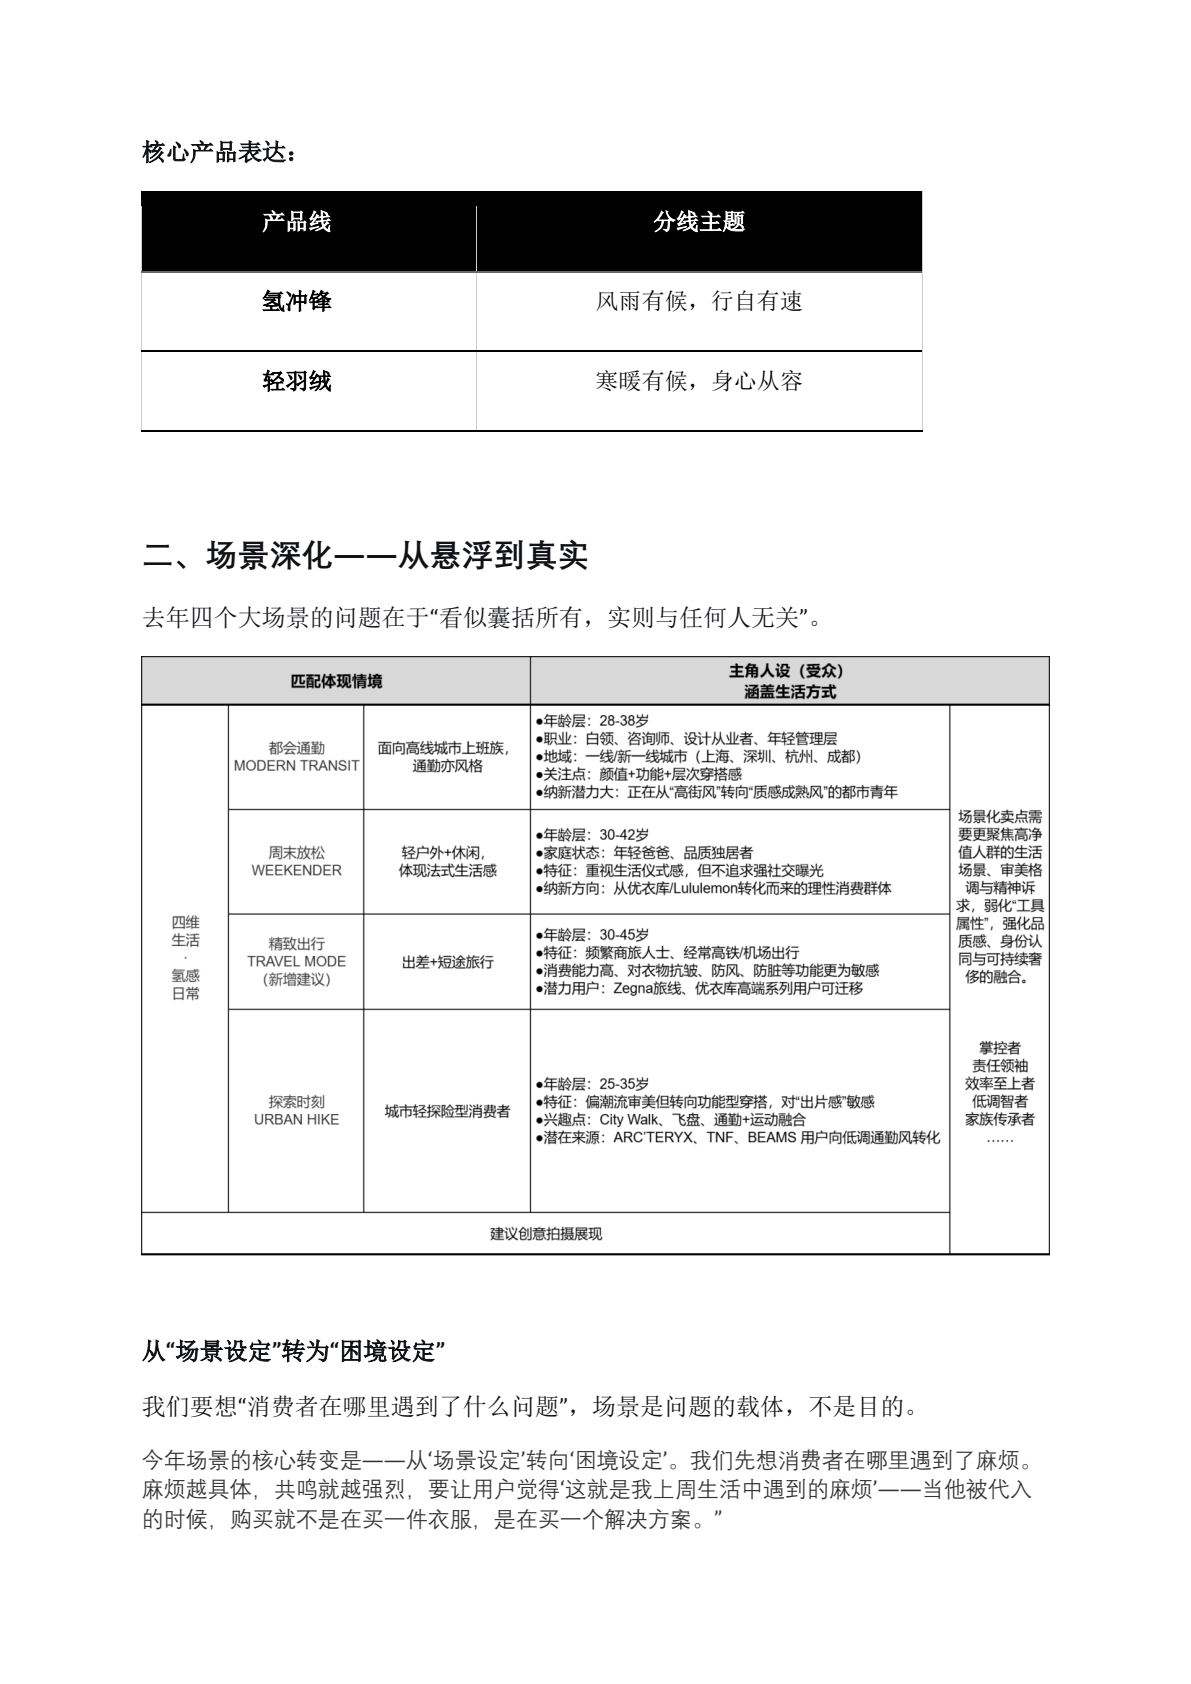 核心产品表达：
产品线
分线主题
氢冲锋
风雨有候，行自有速
轻羽绒
寒暖有候，身心从容
二、场景深化——从悬浮到真实
去年四个大场景的问题在于“看似囊括所有，实则与任何人无关”。
匹配体现情境
主角人设（受众）
涵盖生活方式
四维
生活
·
氢感
日常
都会通勤
MODERN TRANSIT
面向高线城市上班族，
通勤亦风格
●年龄层：28-38岁
●职业：白领、咨询师、设计从业者、年轻管理层
●地域：一线/新一线城市（上海、深圳、杭州、成都）
●关注点：颜值+功能+层次穿搭感
●纳新潜力大：正在从“高街风”转向“质感成熟风”的都市青年
周末放松
WEEKENDER
轻户外+休闲，
体现法式生活感
●年龄层：30-42岁
●家庭状态：年轻爸爸、品质独居者
●特征：重视生活仪式感，但不追求强社交曝光
●纳新方向：从优衣库/Lululemon转化而来的理性消费群体
精致出行
TRAVEL MODE
（新增建议）
出差+短途旅行
●年龄层：30-45岁
●特征：频繁商旅人士、经常高铁/机场出行
●消费能力高、对衣物抗皱、防风、防脏等功能更为敏感
●潜力用户：Zegna旅线、优衣库高端系列用户可迁移
探索时刻
URBAN HIKE
城市轻探险型消费者
●年龄层：25-35岁
●特征：偏潮流审美但转向功能型穿搭，对“出片感”敏感
●兴趣点：City Walk、飞盘、通勤+运动融合
●潜在来源：ARC’TERYX、TNF、BEAMS 用户向低调通勤风转化
场景化卖点需
要更聚焦高净
值人群的生活
场景、审美格
调与精神诉
求，弱化“工具
属性”，强化品
质感、身份认
同与可持续奢
侈的融合。
掌控者
责任领袖
效率至上者
低调智者
家族传承者
……
建议创意拍摄展现
从“场景设定”转为“困境设定”
我们要想“消费者在哪里遇到了什么问题”，场景是问题的载体，不是目的。
今年场景的核心转变是——从‘场景设定’转向‘困境设定’。我们先想消费者在哪里遇到了麻烦。
麻烦越具体，共鸣就越强烈，要让用户觉得‘这就是我上周生活中遇到的麻烦’——当他被代入
的时候，购买就不是在买一件衣服，是在买一个解决方案。”